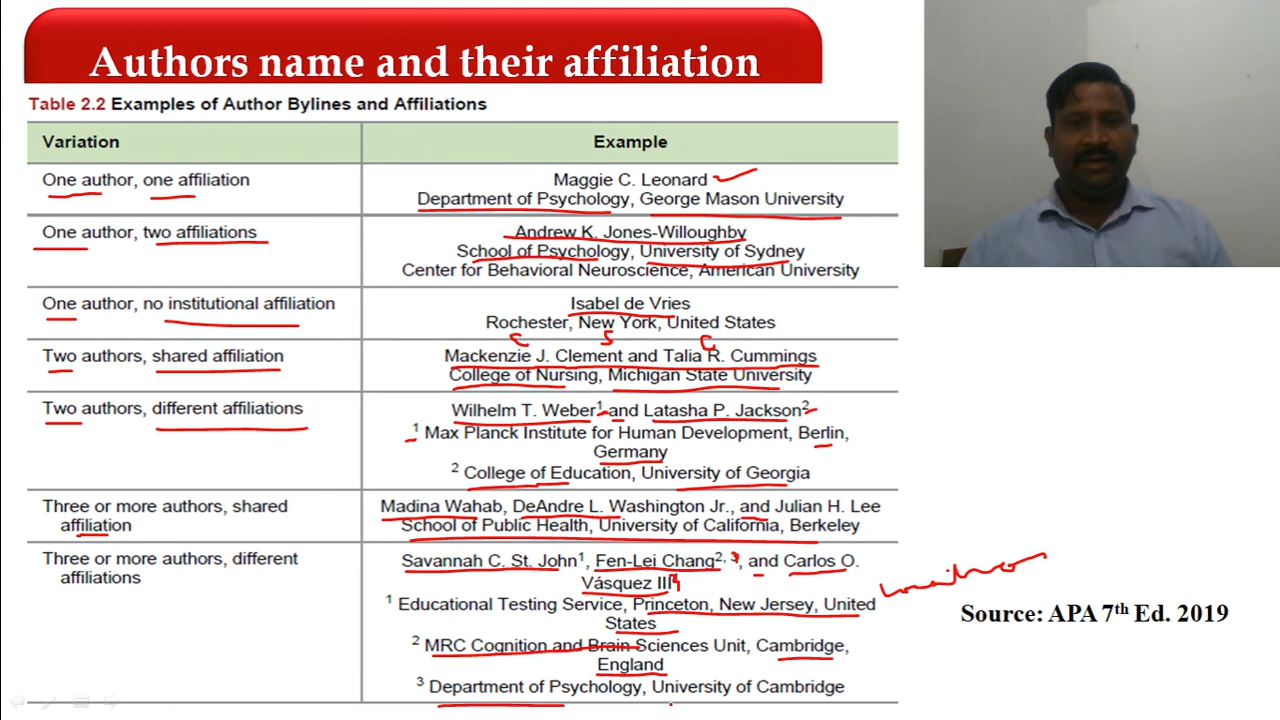 Authors name and their affiliation
Table 2.2 Examples of Author Bylines and Affiliations
Variation Example
One author, one affiliation
Maggie C. Leonard
Department of Psychology, George Mason University
One author, two affiliations
Andrew K. Jones-Willoughby
School of Psychology, University of Sydney
Center for Behavioral Neuroscience, American University
One author, no institutional affiliation
Isabel de Vries
Rochester, New York, United States
C S C
Two authors, shared affiliation
Mackenzie J. Clement and Talia R. Cummings
College of Nursing, Michigan State University
Two authors, different affiliations
Wilhelm T. Weber¹ and Latasha P. Jackson²
¹ Max Planck Institute for Human Development, Berlin,
Germany
² College of Education, University of Georgia
Three or more authors, shared
affiliation
Madina Wahab, DeAndre L. Washington Jr., and Julian H. Lee
School of Public Health, University of California, Berkeley
Three or more authors, different
affiliations
Savannah C. St. John¹, Fen-Lei Chang²,³, and Carlos O.
Vásquez III
¹ Educational Testing Service, Princeton, New Jersey, United
States
² MRC Cognition and Brain Sciences Unit, Cambridge,
England
³ Department of Psychology, University of Cambridge
Source: APA 7th Ed. 2019